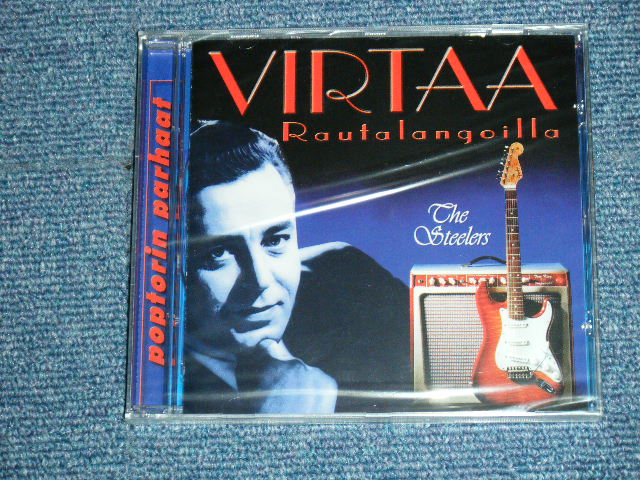 VIRTAA
Rautalangoilla
The
Steelers
poptorin parhaat